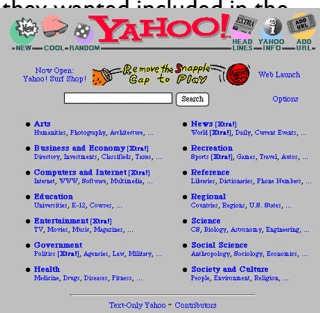 they wanted included in the
YAHOO!
NEW COOL RANDOM
HEAD LINES YAHOO INFO ADD URL
Now Open:
Yahoo! Surf Shop!
Remove the Snapple Cap to Play
Web Launch
Search Options
Arts
Humanities, Photography, Architecture, ...
News [Xtra!]
World [Xtra!], Daily, Current Events, ...
Business and Economy [Xtra!]
Directory, Investments, Classifieds, Taxes, ...
Recreation
Sports [Xtra!], Games, Travel, Autos, ...
Computers and Internet [Xtra!]
Internet, WWW, Software, Multimedia, ...
Reference
Libraries, Dictionaries, Phone Numbers, ...
Education
Universities, K-12, Courses, ...
Regional
Countries, Regions, U.S. States, ...
Entertainment [Xtra!]
TV, Movies, Music, Magazines, ...
Science
CS, Biology, Astronomy, Engineering, ...
Government
Politics [Xtra!], Agencies, Law, Military, ...
Social Science
Anthropology, Sociology, Economics, ...
Health
Medicine, Drugs, Diseases, Fitness, ...
Society and Culture
People, Environment, Religion, ...
Text-Only Yahoo - Contributors